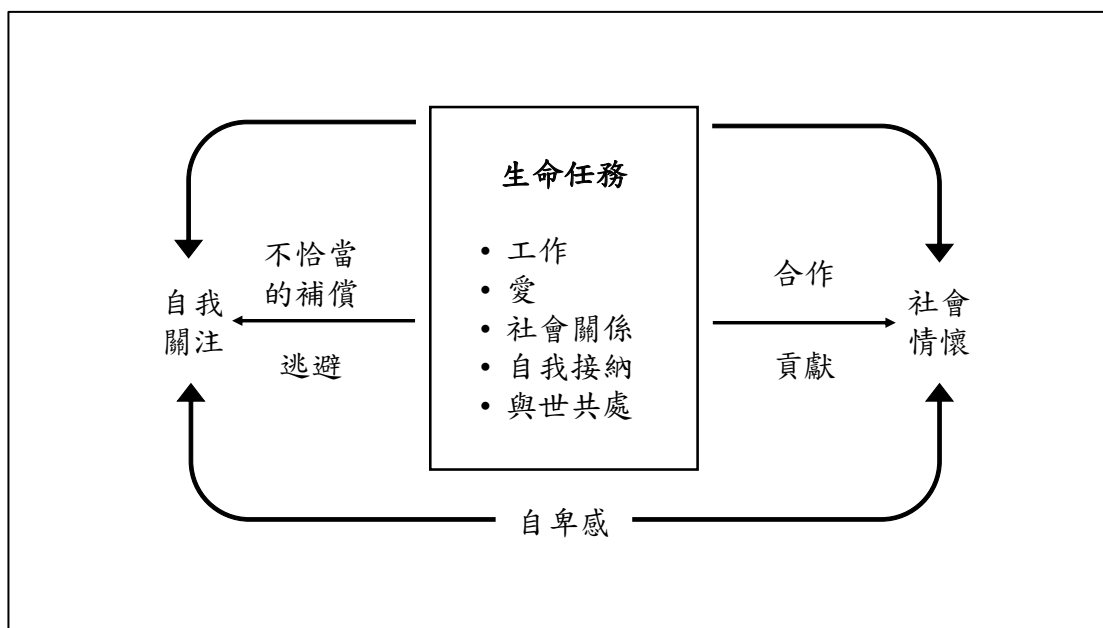 生命任務
• 工作
• 愛
• 社會關係
• 自我接納
• 與世共處
不恰當
的補償
逃避
自我
關注
合作
貢獻
社會
情懷
自卑感